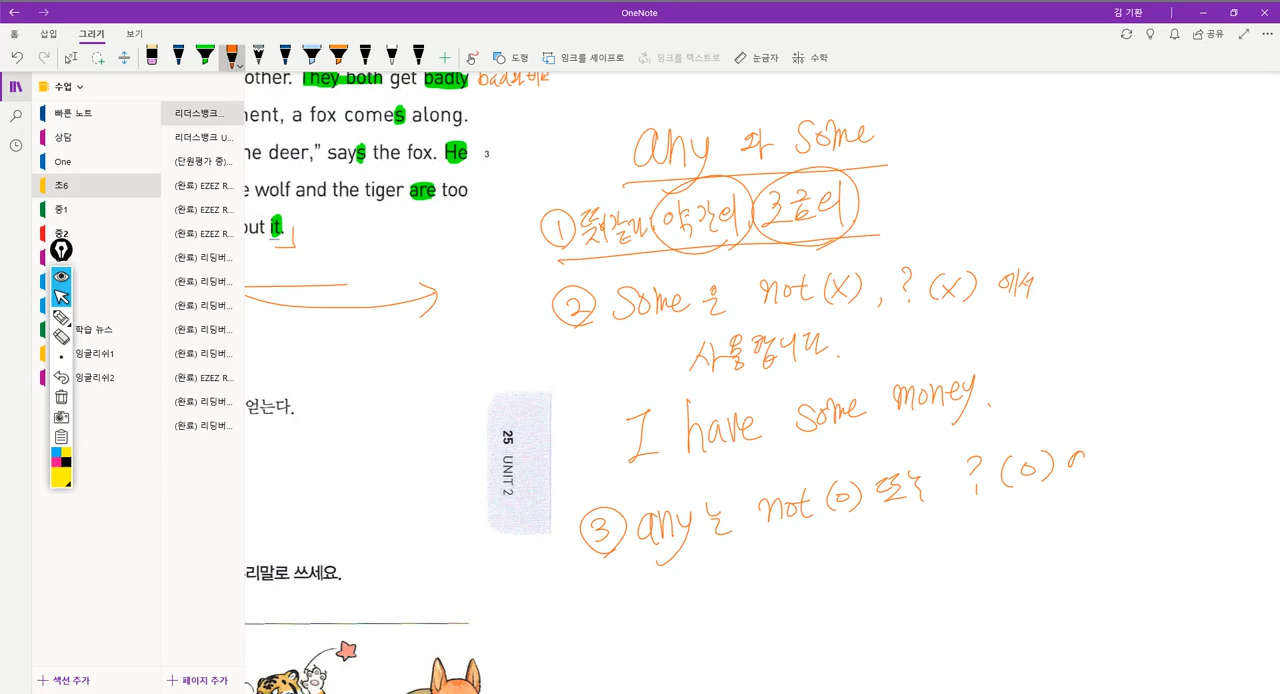 OneNote
김 기환
홈 삽입 그리기 보기
공유
도형 잉크를 셰이프로 잉크를 텍스트로 눈금자 수학
수업
빠른 노트
상담
One
초6
중1
중2
학습 뉴스
잉글리쉬1
잉글리쉬2
섹션 추가
리더스뱅크...
리더스뱅크 U...
(단원평가 중)...
(완료) EZEZ R...
(완료) EZEZ R...
(완료) EZEZ R...
(완료) 리딩버...
(완료) 리딩버...
(완료) 리딩버...
(완료) 리딩버...
(완료) 리딩버...
(완료) EZEZ R...
(완료) 리딩버...
(완료) 리딩버...
페이지 추가
other. They both get badly
ent, a fox comes along.
e deer,” says the fox. He 3
wolf and the tiger are too
out it.
얻는다.
25 UNIT 2
리말로 쓰세요.
any 와 some
① 뜻이 같다, 약간의, 조금의
② some 은 not (X), ? (X) 에서
사용합니다.
I have some money.
③ any 는 not (O) 또는 ? (O)